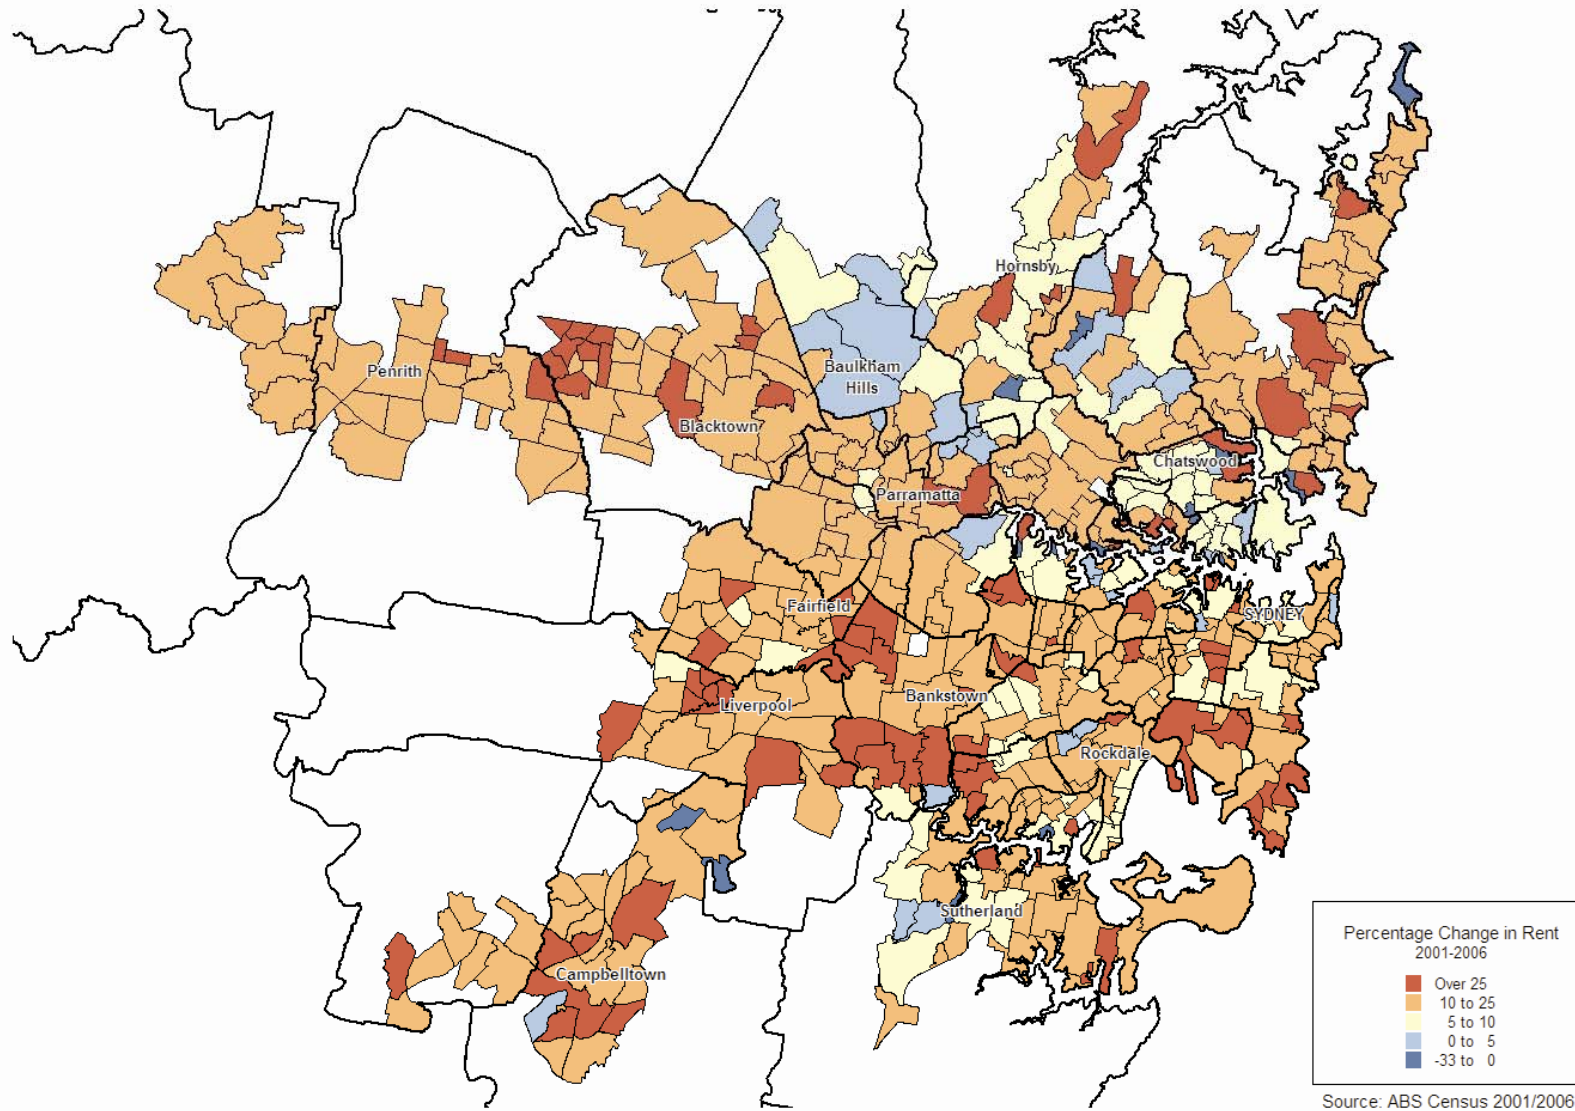 Hornsby
Penrith
Baulkham
Hills
Blacktown
Chatswood
Parramatta
Fairfield
SYDNEY
Bankstown
Liverpool
Rockdale
Sutherland
Campbelltown
Percentage Change in Rent
2001-2006
Over 25
10 to 25
5 to 10
0 to 5
-33 to 0
Source: ABS Census 2001/2006